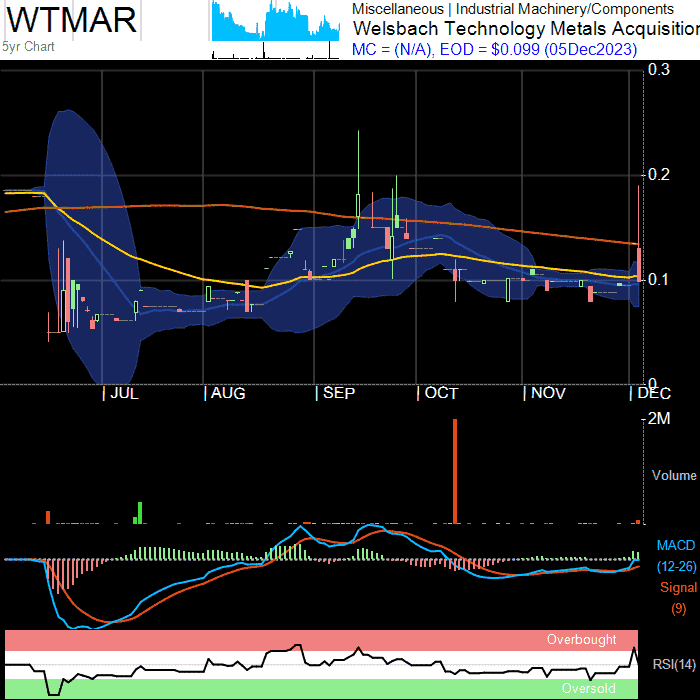 WTMAR
Miscellaneous | Industrial Machinery/Components
5yr Chart
Welsbach Technology Metals Acquisition
MC = (N/A), EOD = $0.099 (05Dec2023)
0.3
0.2
0.1
0
JUL
AUG
SEP
OCT
NOV
DEC
2M
Volume
MACD
(12-26)
Signal
(9)
Overbought
RSI(14)
Oversold